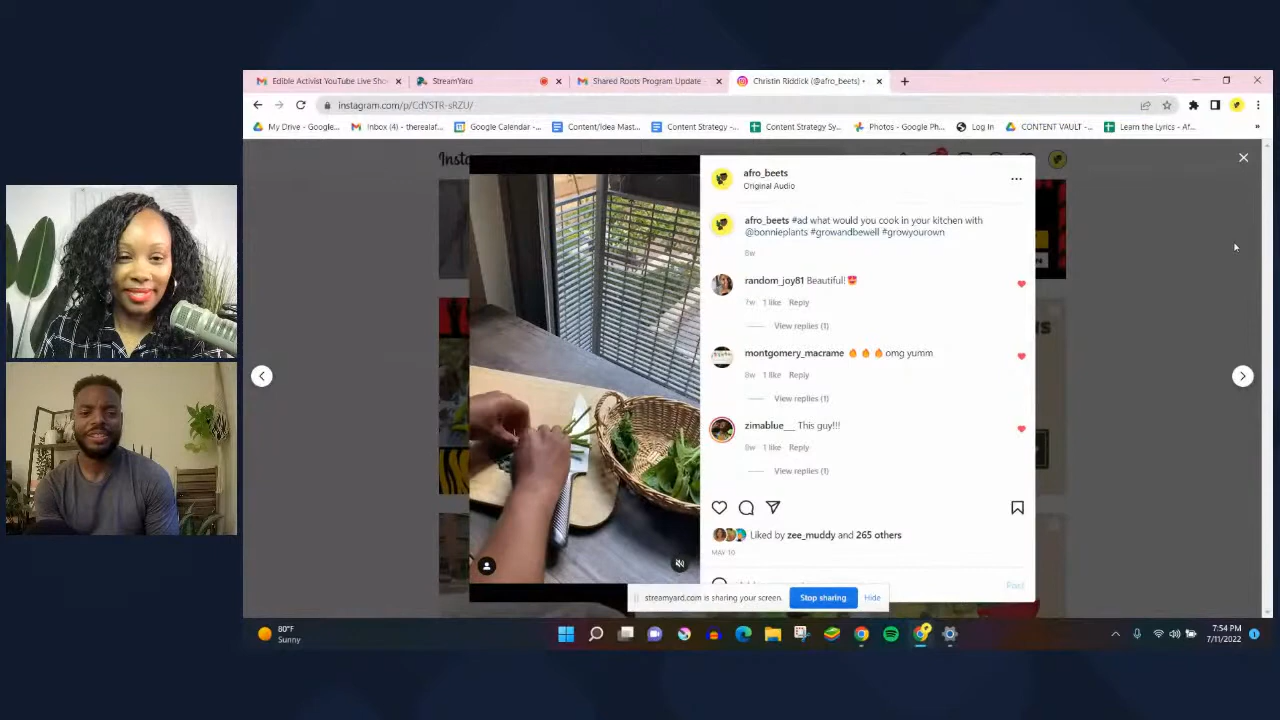 Edible Activist YouTube Live Sho
StreamYard
Shared Roots Program Update -
Christin Riddick (@afro_beets) •
instagram.com/p/CdYSTR-sRZU/
My Drive - Google...
Inbox (4) - therealaf...
Google Calendar -...
Content/Idea Mast...
Content Strategy -...
Content Strategy Sy...
Photos - Google Ph...
Log In
CONTENT VAULT -...
Learn the Lyrics - Af...
»
Insta
afro_beets
Original Audio
afro_beets #ad what would you cook in your kitchen with
@bonnieplants #growandbewell #growyourown
8w
random_joy81 Beautiful!😍
7w 1 like Reply
View replies (1)
montgomery_macrame 🔥🔥🔥omg yumm
8w 1 like Reply
View replies (1)
zimablue__ This guy!!!
8w 1 like Reply
View replies (1)
Liked by zee_muddy and 265 others
MAY 10
Post
streamyard.com is sharing your screen.
Stop sharing
Hide
80°F
Sunny
7:54 PM
7/11/2022
1